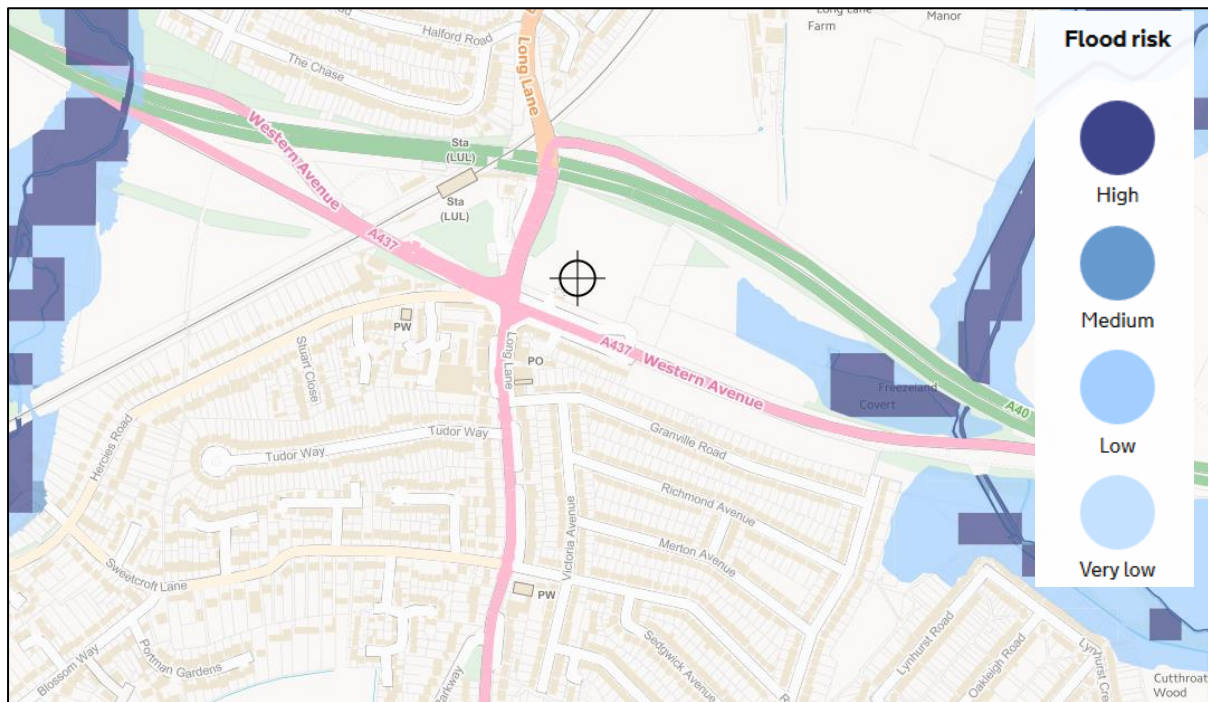 Halford Road
The Chase
Long Lane
Long Lane
Farm
Manor
Flood risk
High
Medium
Low
Very low
Western Avenue
Sta
(LUL)
Sta
(LUL)
A437
PW
Stuart Close
Long Lane
PO
A437 Western Avenue
Freezeland
Covert
A40
Hercies Road
Tudor Way
Tudor Way
Granville Road
Richmond Avenue
Merton Avenue
Victoria Avenue
Sweetcroft Lane
PW
Blossom Way
Portman Gardens
Parkway
Sedgwick Avenue
Lynhurst Road
Oakleigh Road
Lynhurst Cre
Cutthroat
Wood